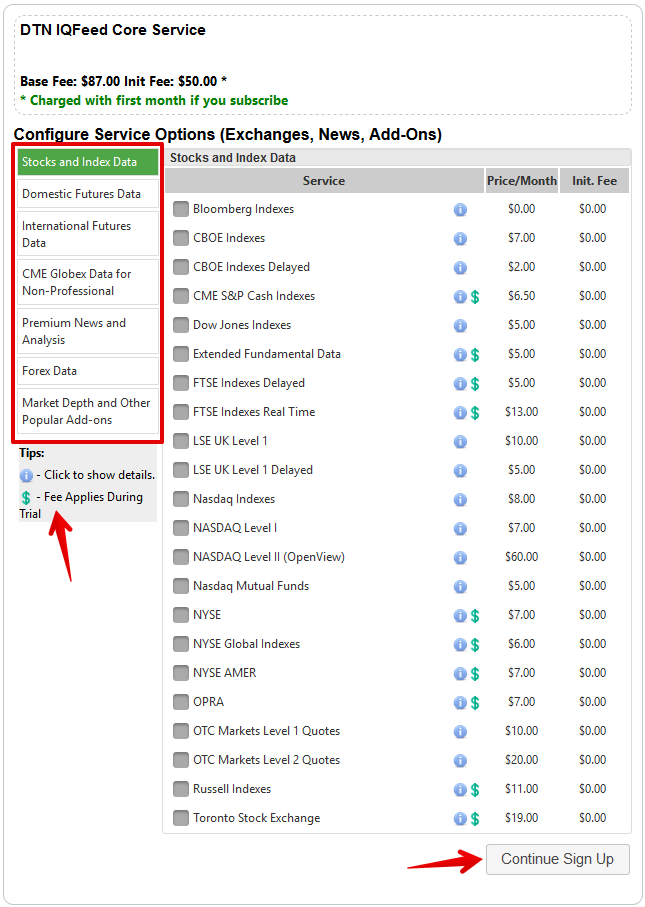 DTN IQFeed Core Service
Base Fee: $87.00 Init Fee: $50.00 *
* Charged with first month if you subscribe
Configure Service Options (Exchanges, News, Add-Ons)
Stocks and Index Data
Domestic Futures Data
International Futures
Data
CME Globex Data for
Non-Professional
Premium News and
Analysis
Forex Data
Market Depth and Other
Popular Add-ons
Tips:
i - Click to show details.
$ - Fee Applies During
Trial
Stocks and Index Data
Service Price/Month Init. Fee
Bloomberg Indexes i $0.00 $0.00
CBOE Indexes i $7.00 $0.00
CBOE Indexes Delayed i $2.00 $0.00
CME S&P Cash Indexes i $ $6.50 $0.00
Dow Jones Indexes i $5.00 $0.00
Extended Fundamental Data i $ $5.00 $0.00
FTSE Indexes Delayed i $ $5.00 $0.00
FTSE Indexes Real Time i $ $13.00 $0.00
LSE UK Level 1 i $10.00 $0.00
LSE UK Level 1 Delayed i $5.00 $0.00
Nasdaq Indexes i $8.00 $0.00
NASDAQ Level I i $7.00 $0.00
NASDAQ Level II (OpenView) i $60.00 $0.00
Nasdaq Mutual Funds i $5.00 $0.00
NYSE i $ $7.00 $0.00
NYSE Global Indexes i $ $6.00 $0.00
NYSE AMER i $ $7.00 $0.00
OPRA i $ $7.00 $0.00
OTC Markets Level 1 Quotes i $10.00 $0.00
OTC Markets Level 2 Quotes i $20.00 $0.00
Russell Indexes i $ $11.00 $0.00
Toronto Stock Exchange i $ $19.00 $0.00
Continue Sign Up